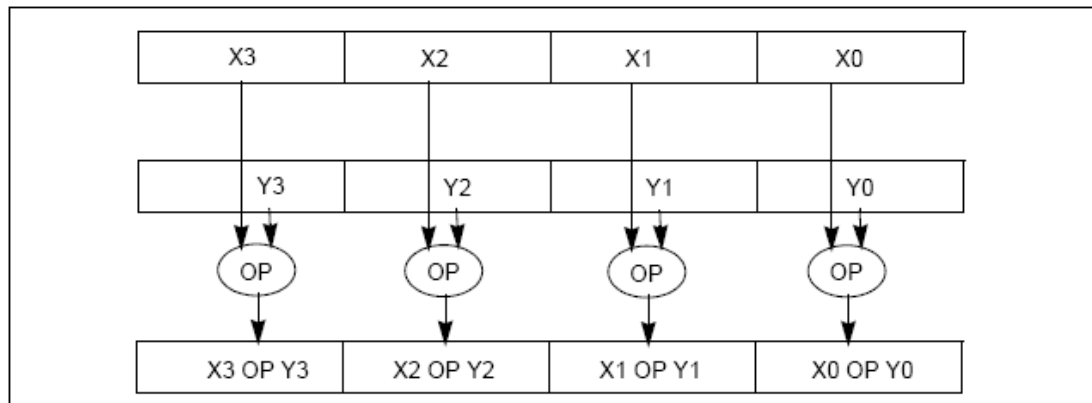 X3 X2 X1 X0
Y3 Y2 Y1 Y0
OP OP OP OP
X3 OP Y3 X2 OP Y2 X1 OP Y1 X0 OP Y0